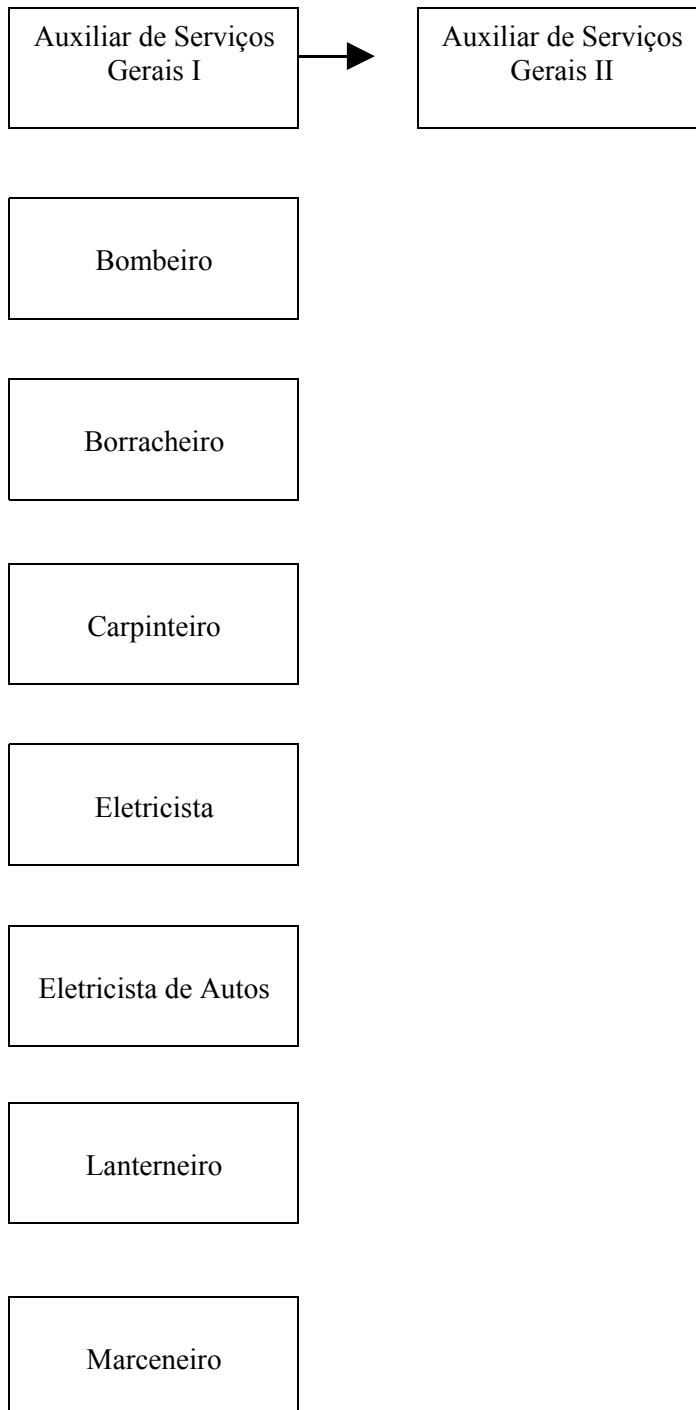 Auxiliar de Serviços
Gerais I
Auxiliar de Serviços
Gerais II
Bombeiro
Borracheiro
Carpinteiro
Eletricista
Eletricista de Autos
Lanterneiro
Marceneiro